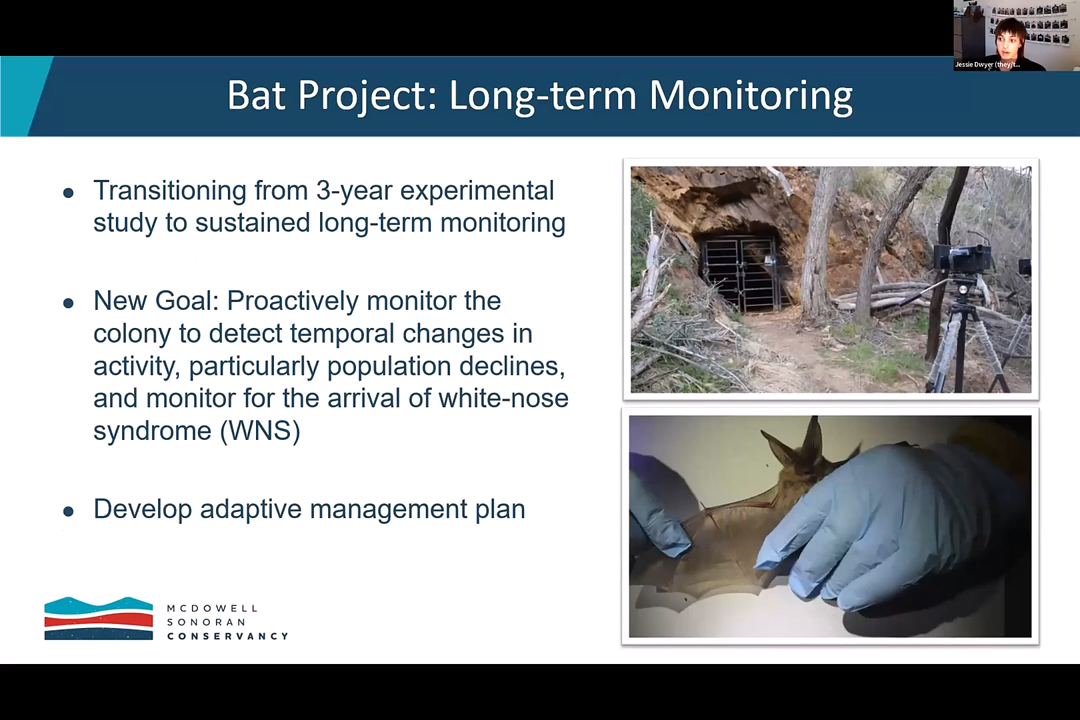 Jessie Dwyer (they/t...
Bat Project: Long-term Monitoring
● Transitioning from 3-year experimental
study to sustained long-term monitoring
● New Goal: Proactively monitor the
colony to detect temporal changes in
activity, particularly population declines,
and monitor for the arrival of white-nose
syndrome (WNS)
● Develop adaptive management plan
MCDOWELL
SONORAN
CONSERVANCY